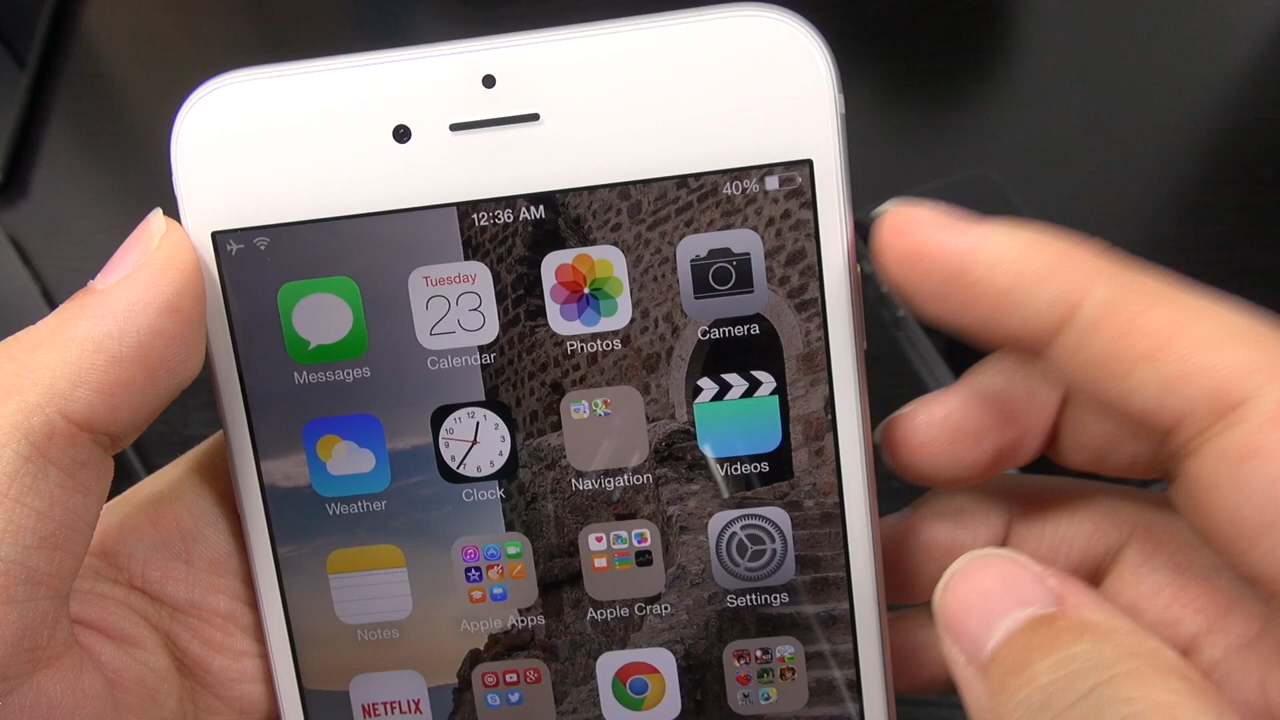 40%
12:36 AM
Tuesday
23
Messages
Calendar
Photos
Camera
Weather
Clock
Navigation
Videos
Notes
Apple Apps
Apple Crap
Settings
NETFLIX